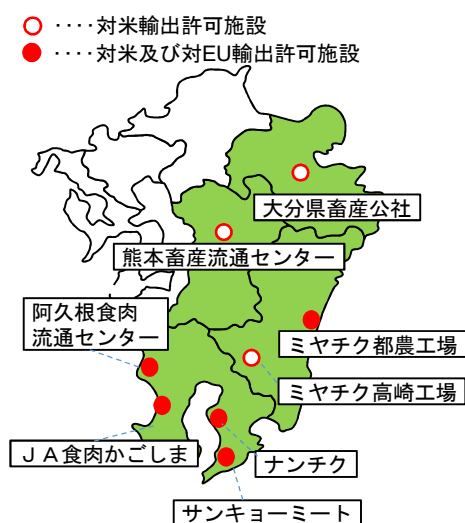 ････対米輸出許可施設
････対米及び対EU輸出許可施設
大分県畜産公社
熊本畜産流通センター
阿久根食肉
流通センター
ミヤチク都農工場
ミヤチク高崎工場
ＪＡ食肉かごしま
ナンチク
サンキョーミート